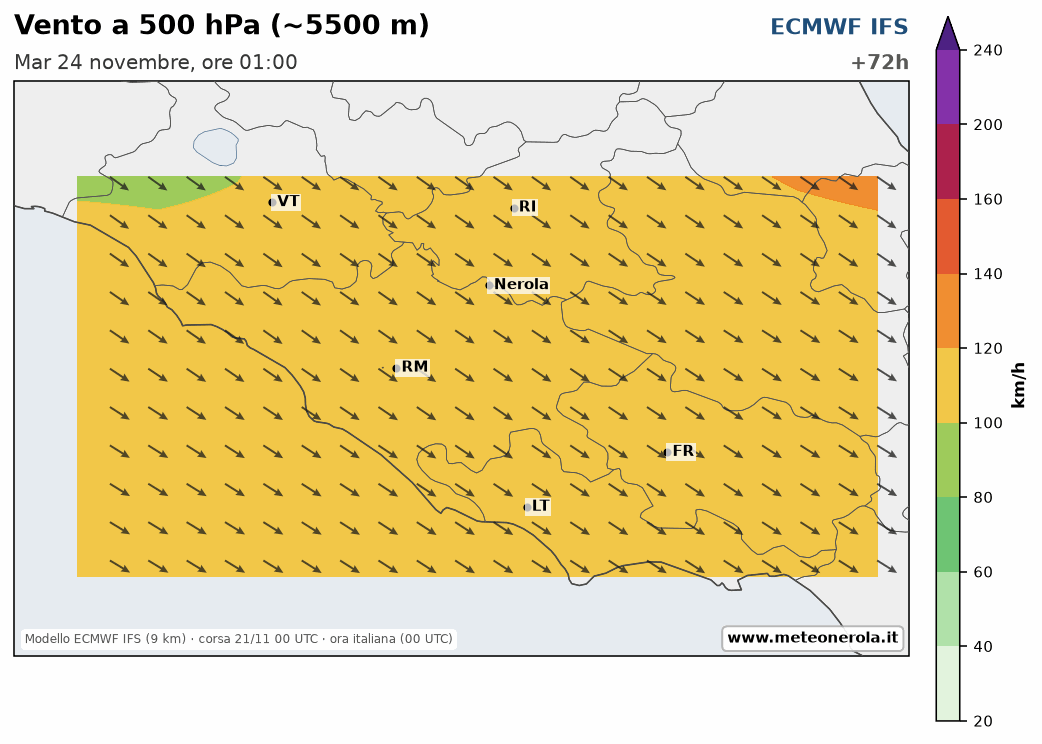 Vento a 500 hPa (~5500 m)
ECMWF IFS
Mar 24 novembre, ore 01:00
+72h
VT
RI
Nerola
RM
FR
LT
Modello ECMWF IFS (9 km) · corsa 21/11 00 UTC · ora italiana (00 UTC)
www.meteonerola.it
240
200
160
140
120
100
80
60
40
20
km/h